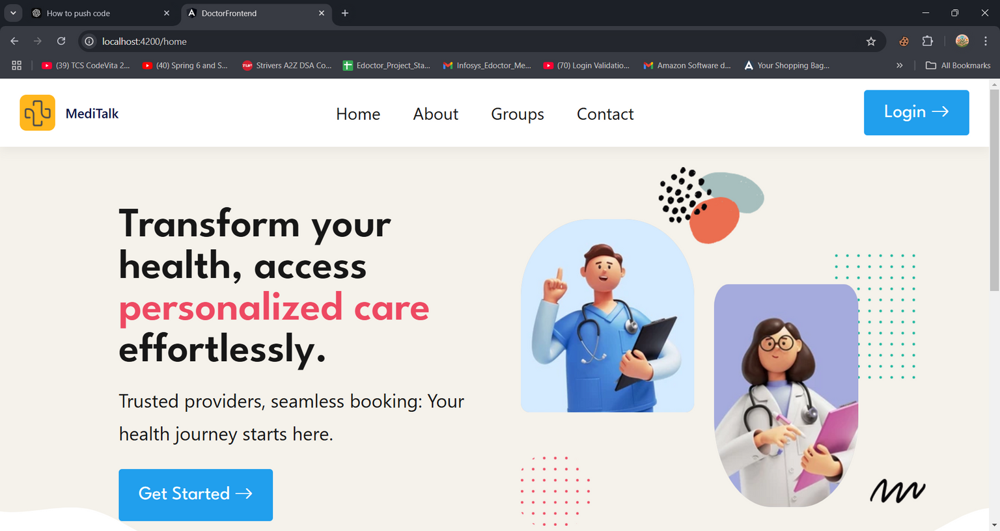 How to push code
DoctorFrontend
localhost:4200/home
(39) TCS CodeVita 2...
(40) Spring 6 and S...
TUF
Strivers A2Z DSA Co...
Edoctor_Project_Sta...
Infosys_Edoctor_Me...
(70) Login Validatio...
Amazon Software d...
Your Shopping Bag...
All Bookmarks
MediTalk
Home
About
Groups
Contact
Login →
Transform your
health, access
personalized care
effortlessly.
Trusted providers, seamless booking: Your
health journey starts here.
Get Started →